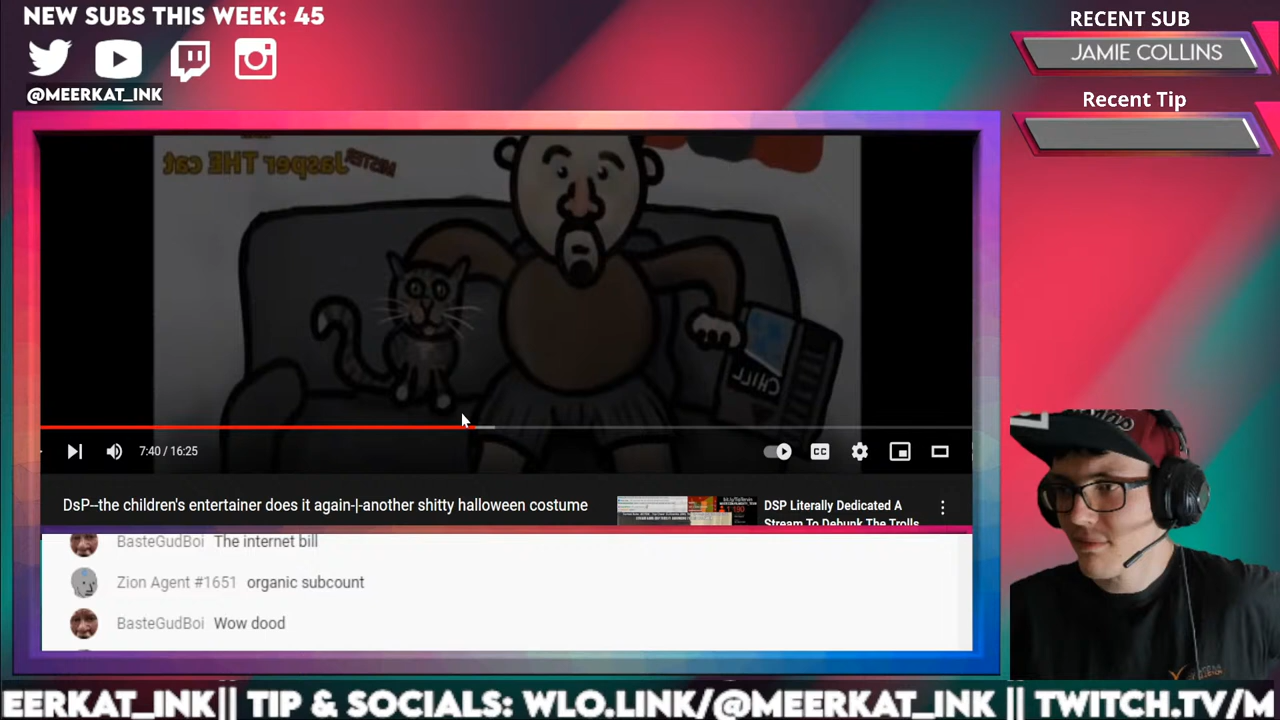 NEW SUBS THIS WEEK: 45
@MEERKAT_INK
RECENT SUB
JAMIE COLLINS
Recent Tip
MISTER
Jasper THE cat
CHILL
7:40 / 16:25
CC
DsP--the children's entertainer does it again-|-another shitty halloween costume
DSP Literally Dedicated A
Stream To Debunk The Trolls
BasteGudBoi The internet bill
Zion Agent #1651 organic subcount
BasteGudBoi Wow dood
EERKAT_INK|| TIP & SOCIALS: WLO.LINK/@MEERKAT_INK || TWITCH.TV/M